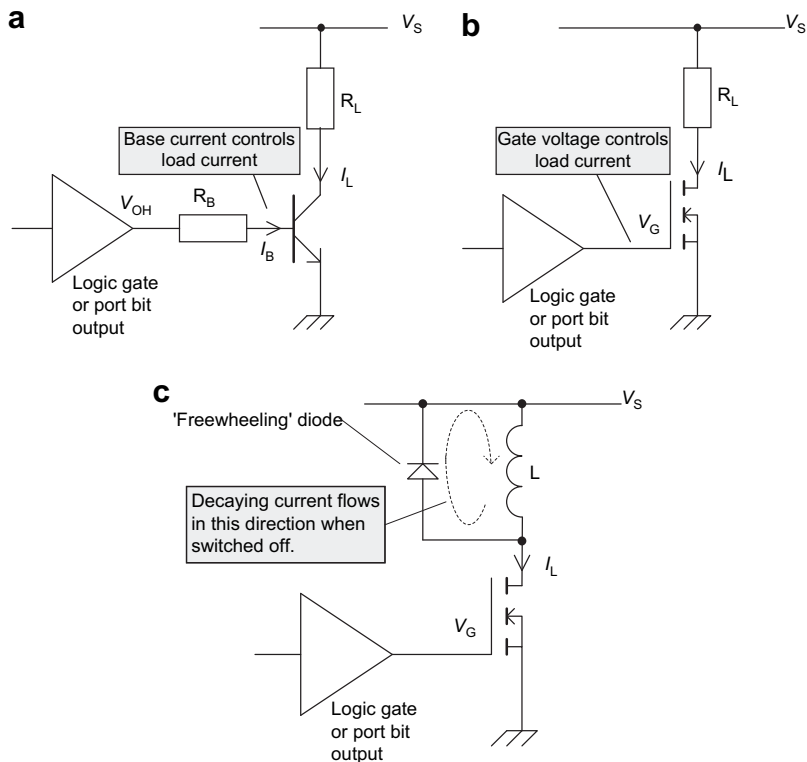 a
V_S
R_L
Base current controls
load current
I_L
V_OH
R_B
I_B
Logic gate
or port bit
output
b
V_S
R_L
Gate voltage controls
load current
I_L
V_G
Logic gate
or port bit
output
c
V_S
'Freewheeling' diode
L
Decaying current flows
in this direction when
switched off.
I_L
V_G
Logic gate
or port bit
output